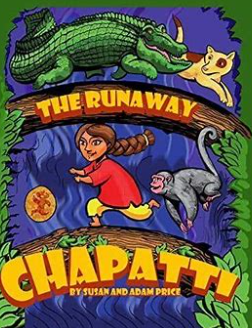 THE RUNAWAY
CHAPATTI
BY SUSAN AND ADAM PRICE